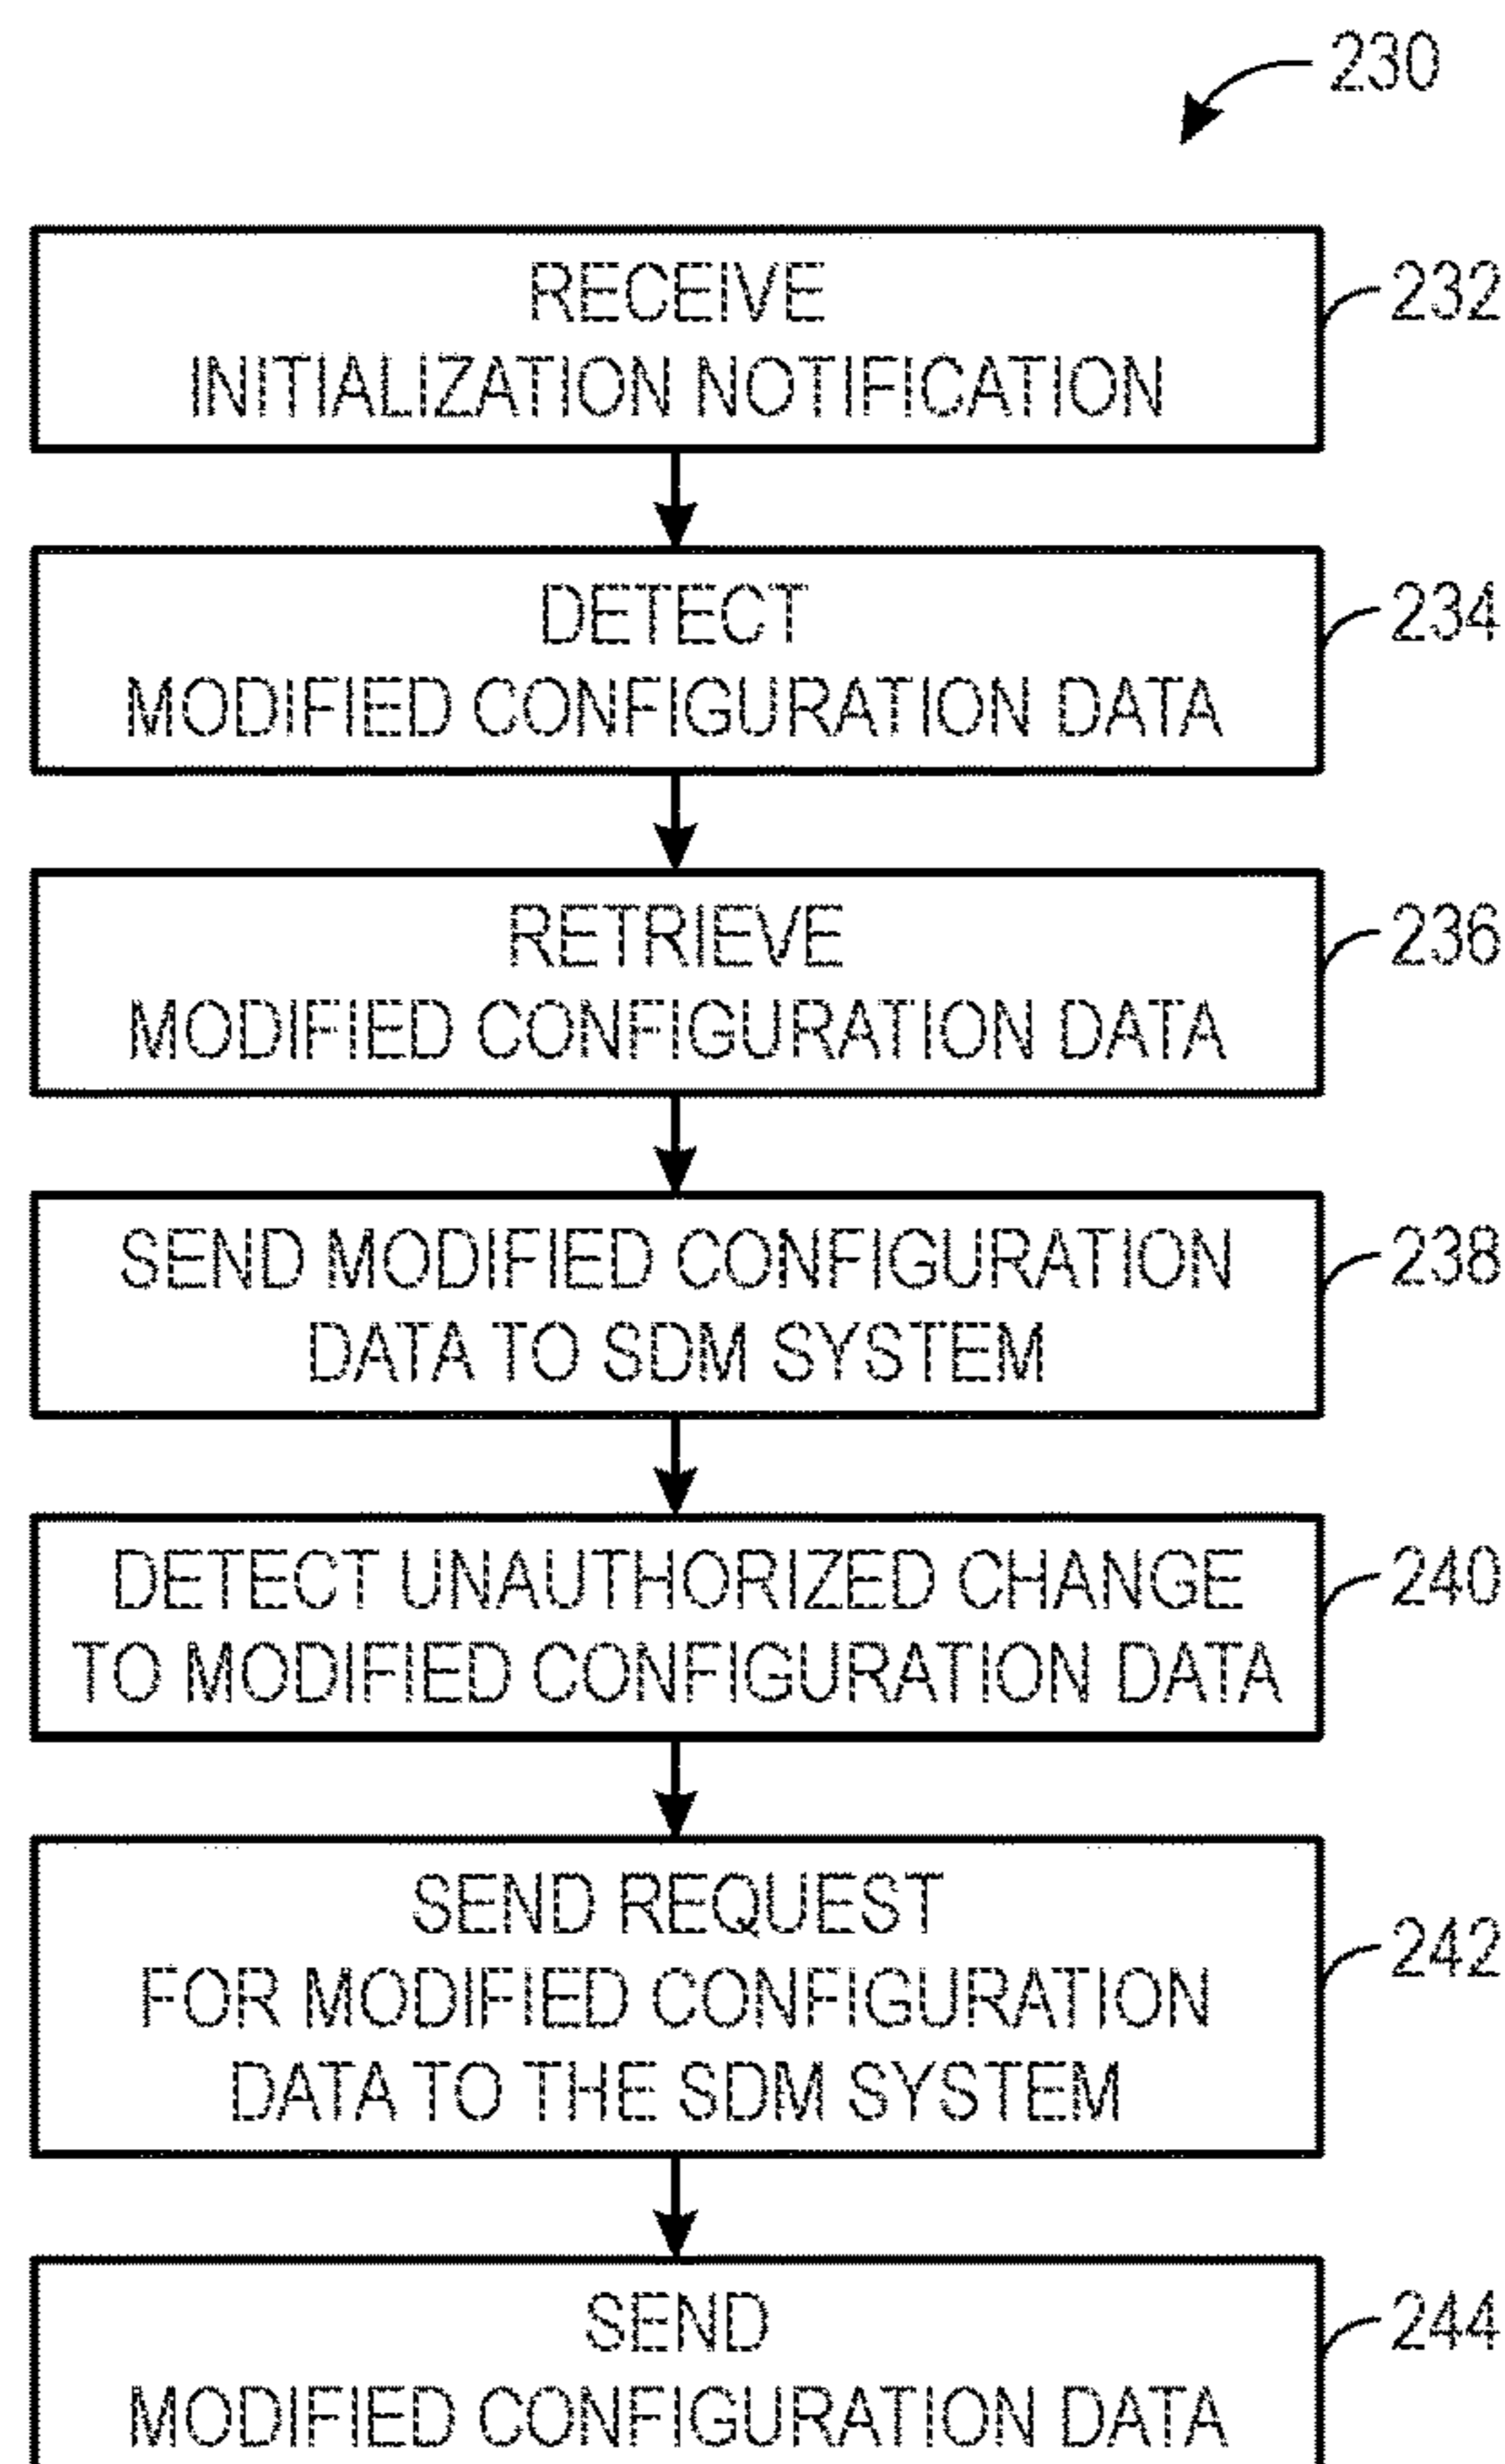 230
RECEIVE
INITIALIZATION NOTIFICATION
232
DETECT
MODIFIED CONFIGURATION DATA
234
RETRIEVE
MODIFIED CONFIGURATION DATA
236
SEND MODIFIED CONFIGURATION
DATA TO SDM SYSTEM
238
DETECT UNAUTHORIZED CHANGE
TO MODIFIED CONFIGURATION DATA
240
SEND REQUEST
FOR MODIFIED CONFIGURATION
DATA TO THE SDM SYSTEM
242
SEND
MODIFIED CONFIGURATION DATA
244